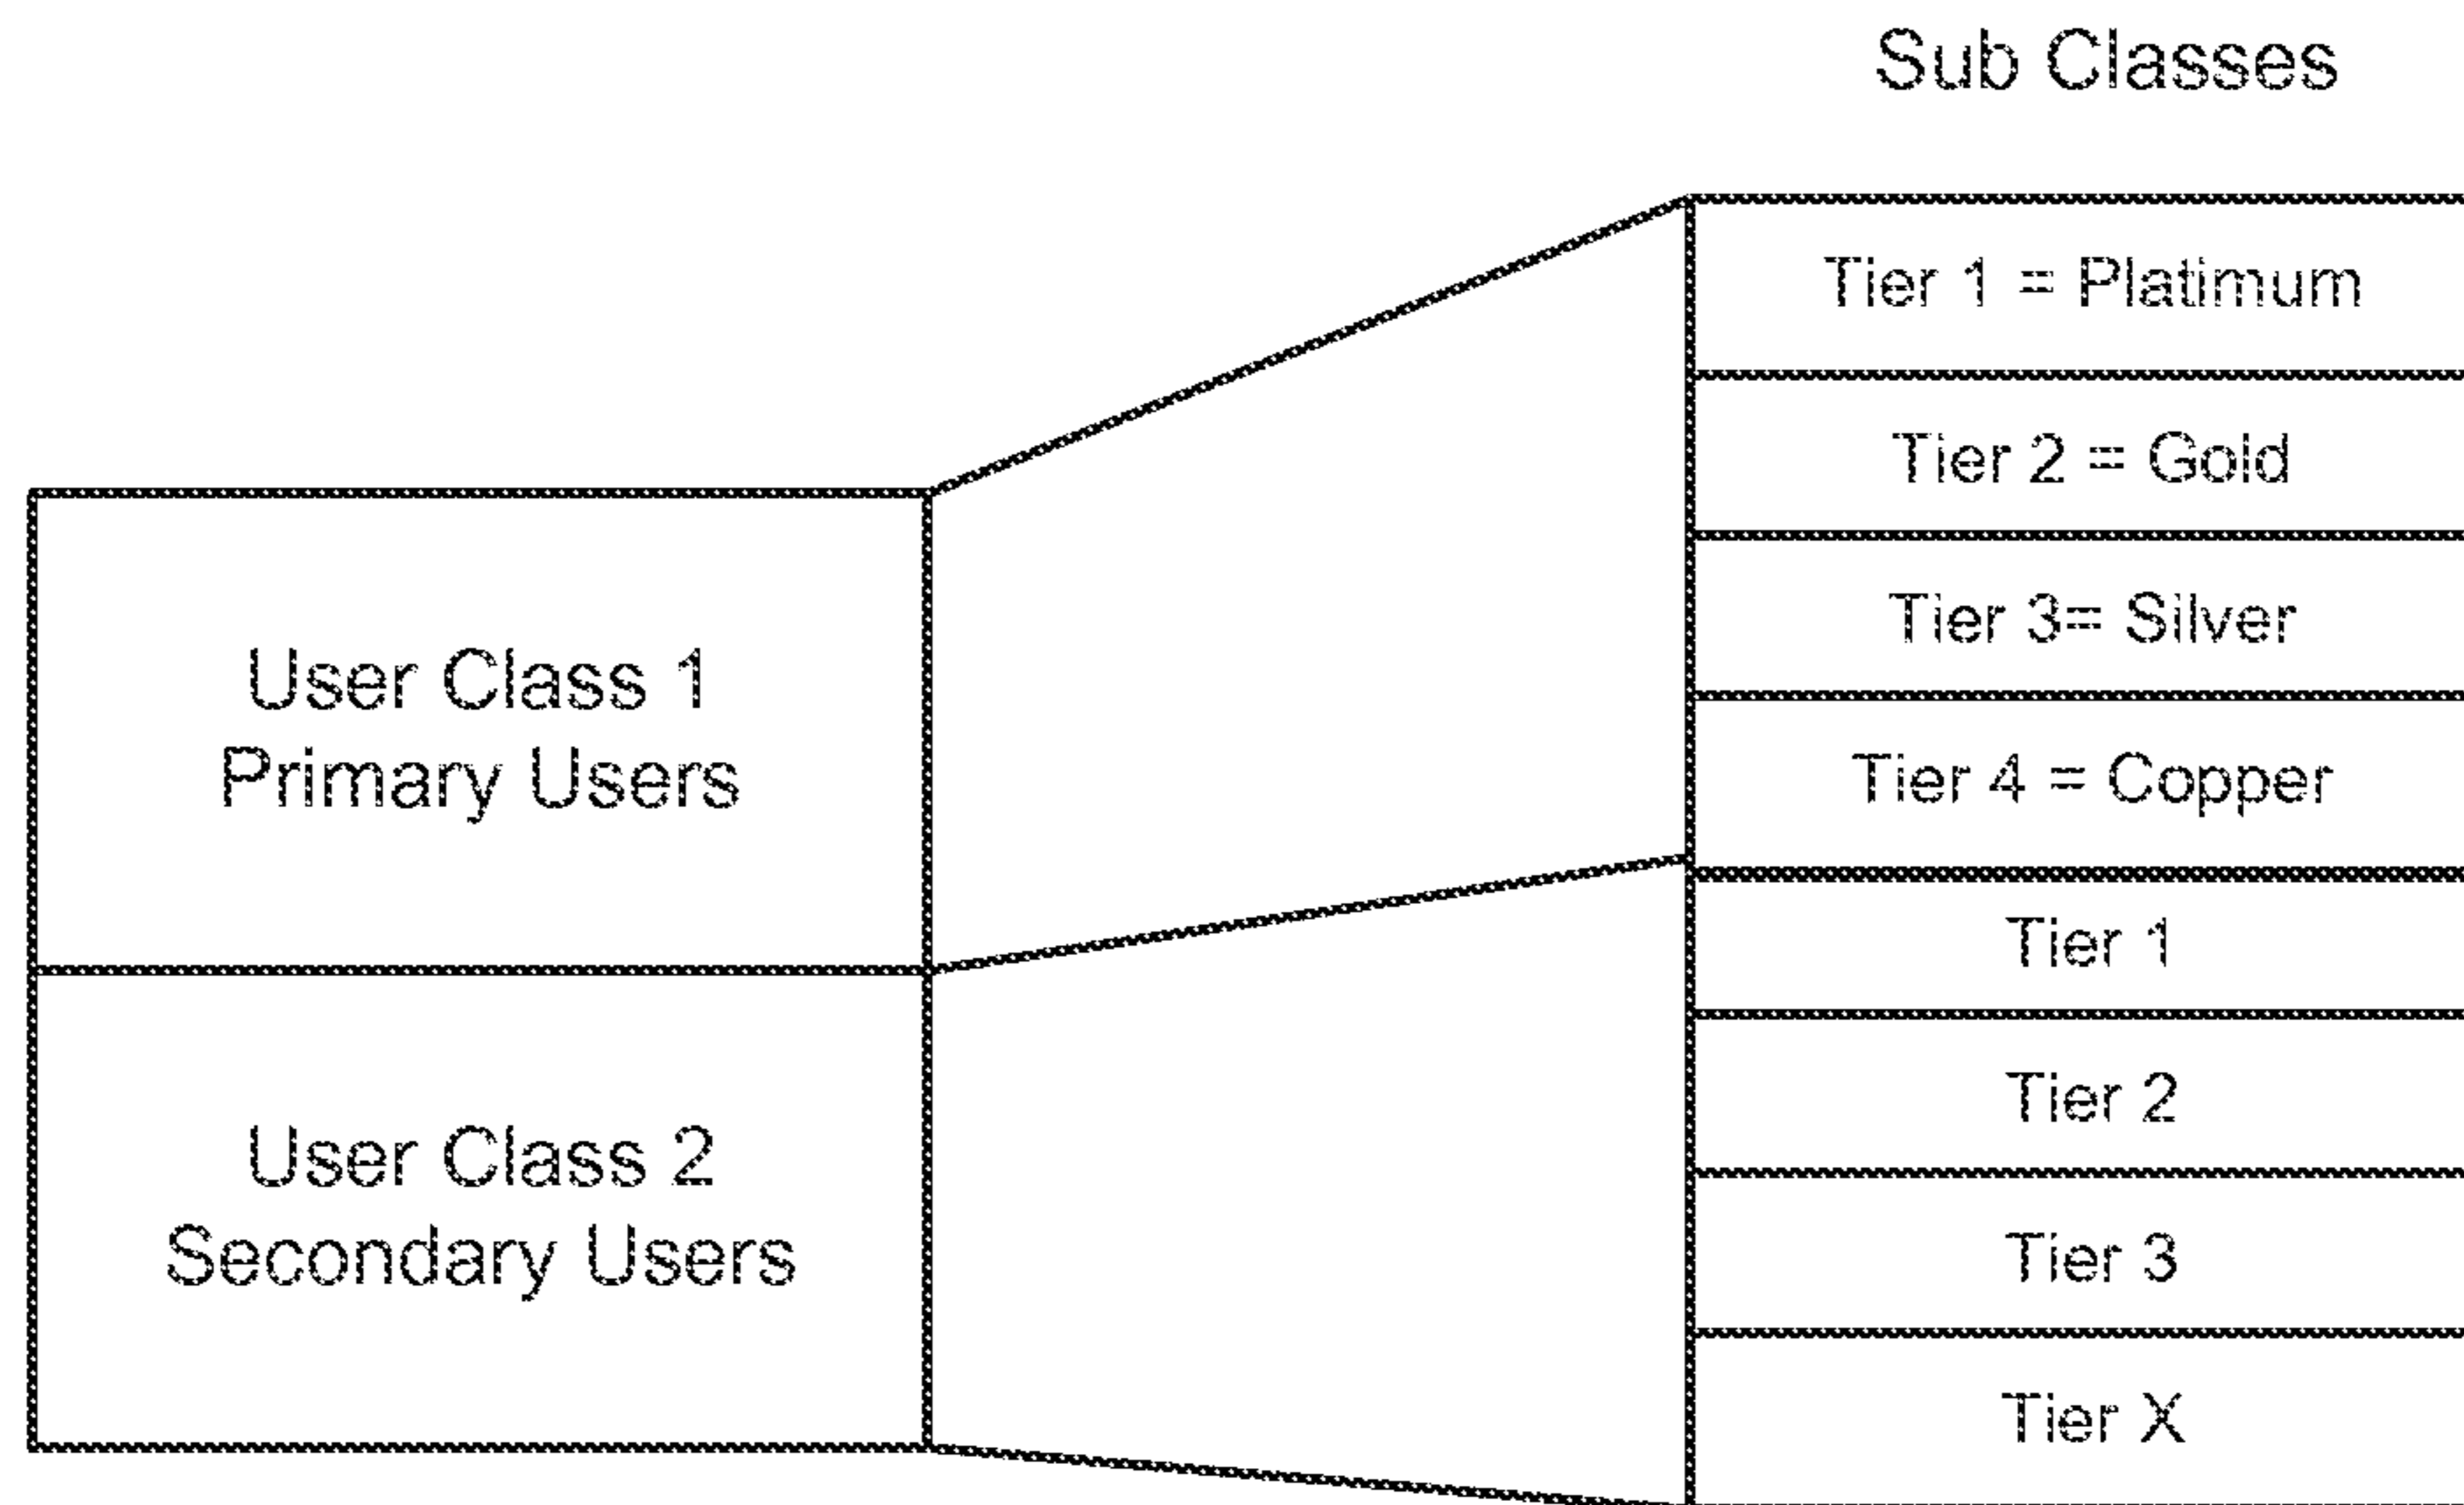 Sub Classes
Tier 1 = Platimum
Tier 2 = Gold
Tier 3= Silver
Tier 4 = Copper
Tier 1
Tier 2
Tier 3
Tier X
User Class 1
Primary Users
User Class 2
Secondary Users